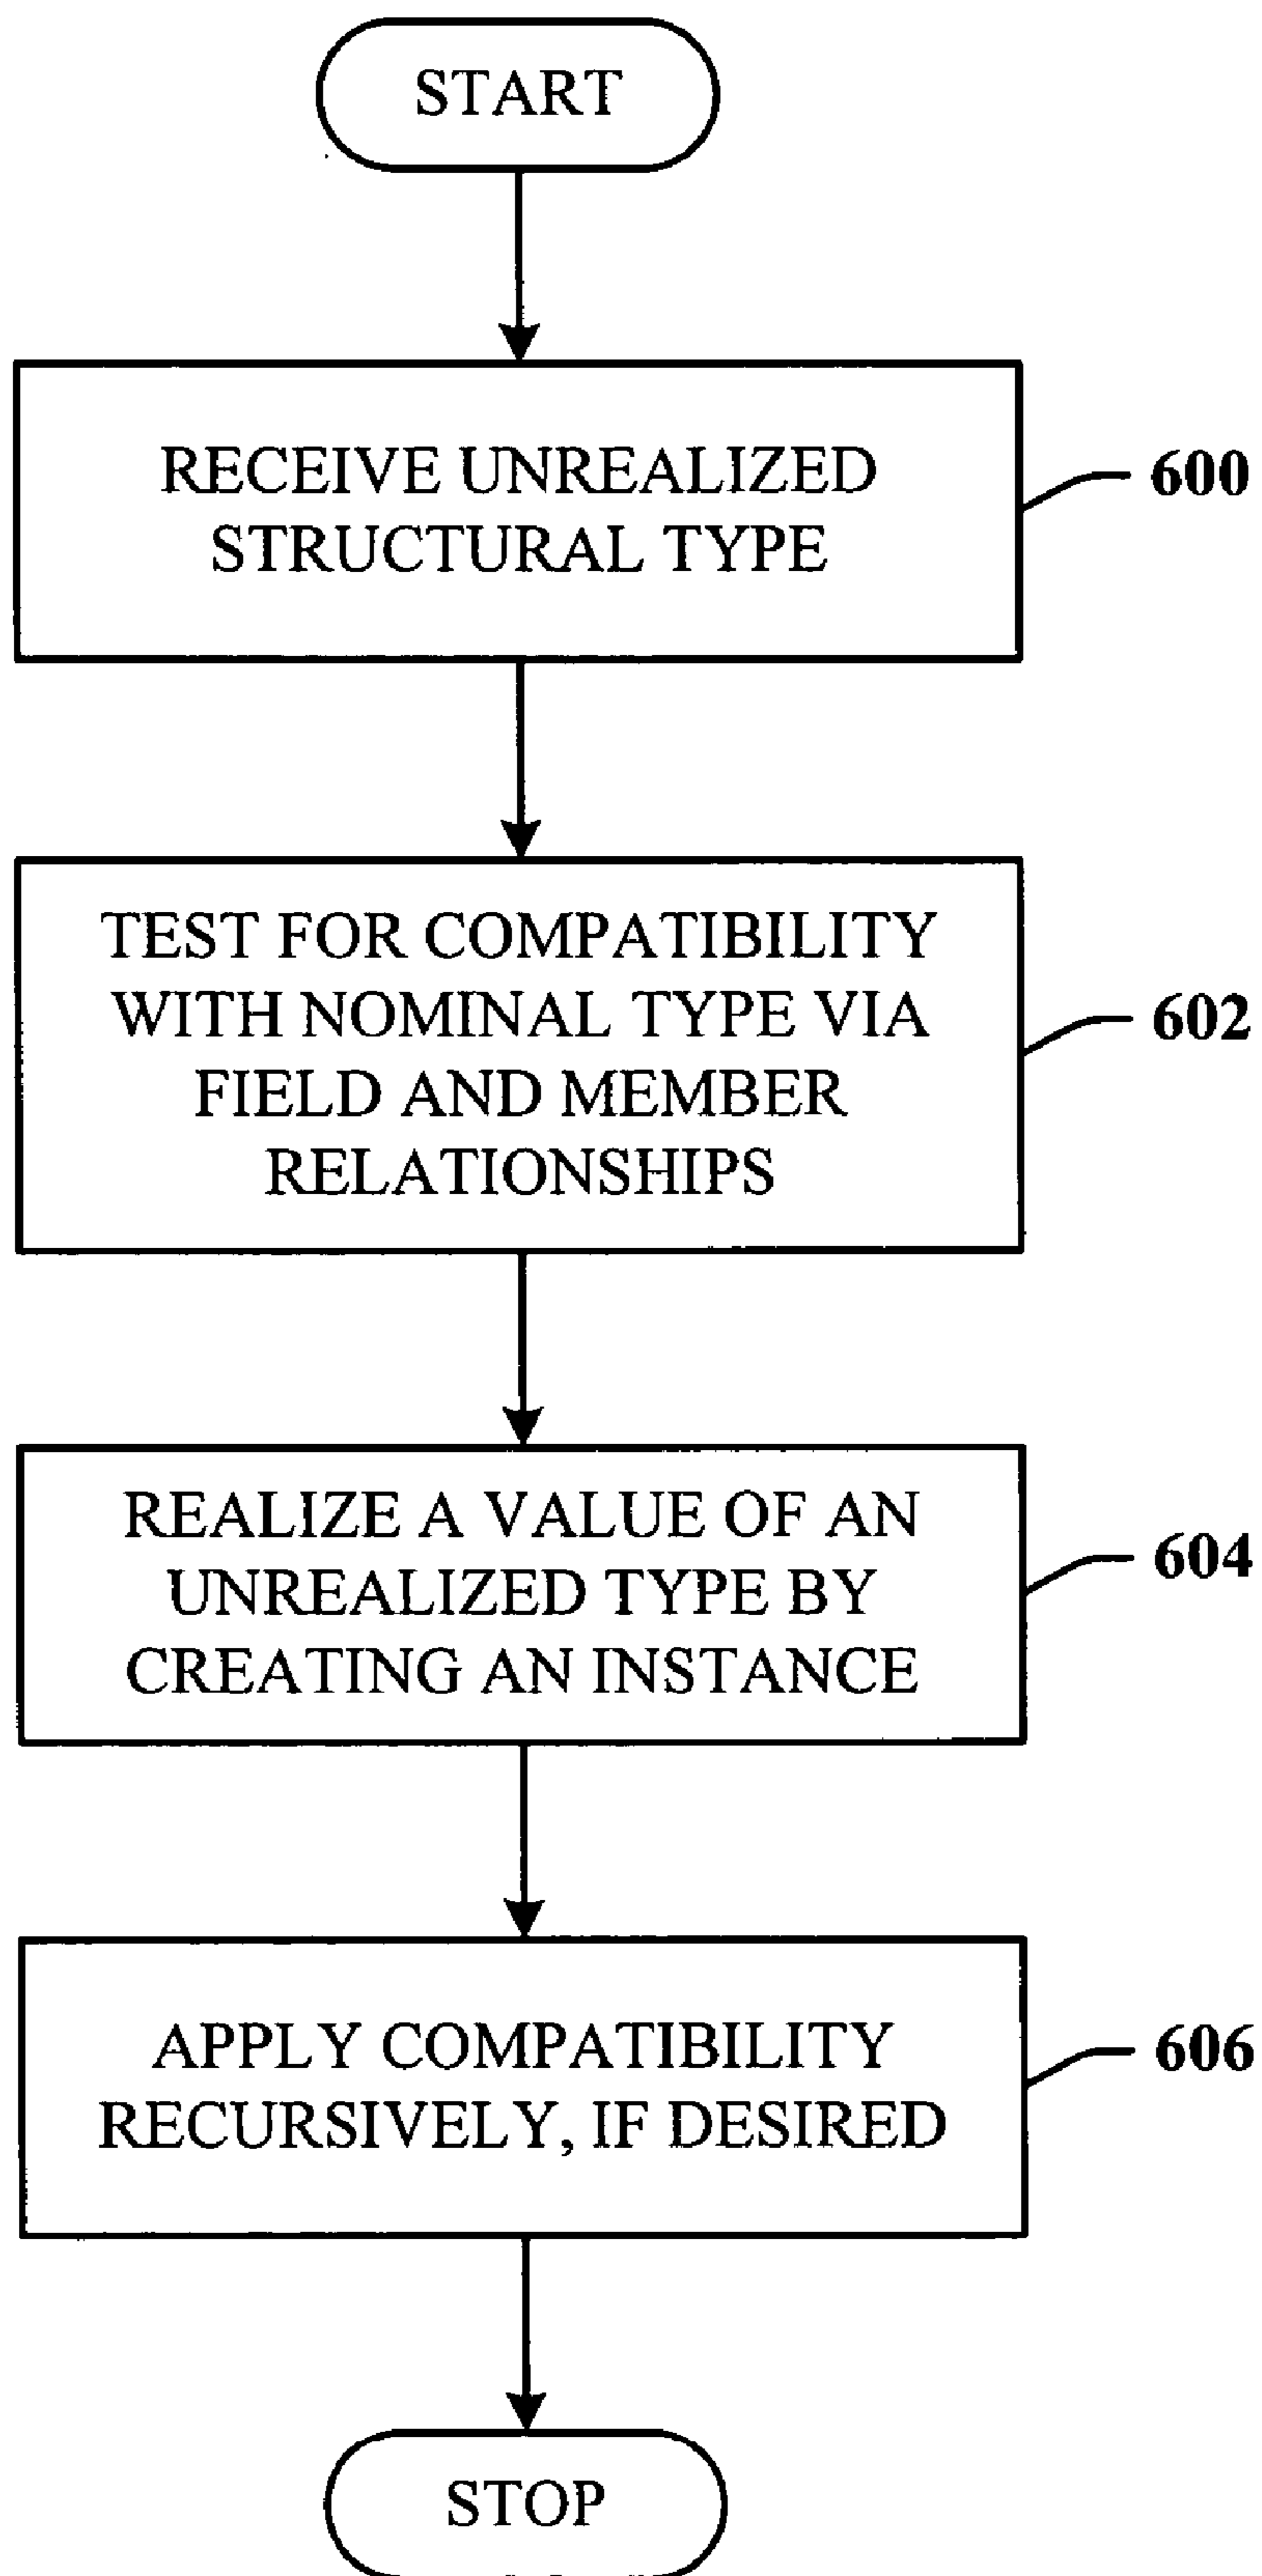 START
RECEIVE UNREALIZED
STRUCTURAL TYPE
600
TEST FOR COMPATIBILITY
WITH NOMINAL TYPE VIA
FIELD AND MEMBER
RELATIONSHIPS
602
REALIZE A VALUE OF AN
UNREALIZED TYPE BY
CREATING AN INSTANCE
604
APPLY COMPATIBILITY
RECURSIVELY, IF DESIRED
606
STOP